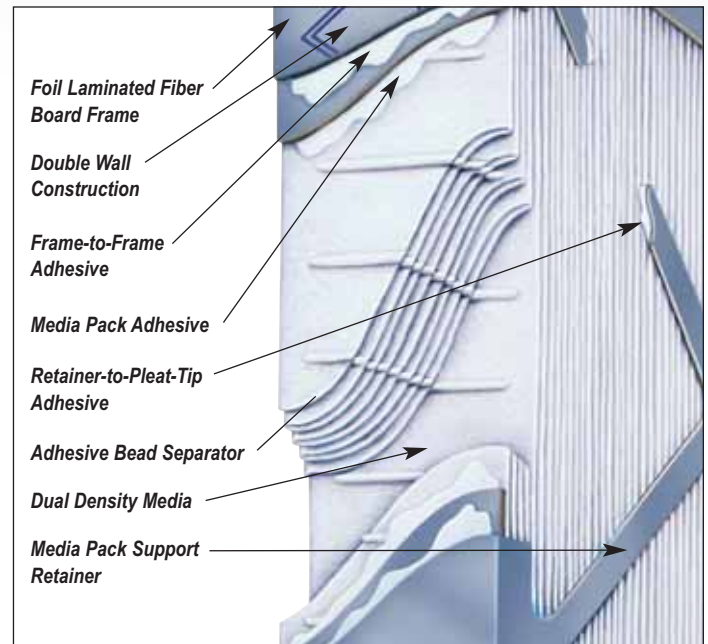 Foil Laminated Fiber
Board Frame
Double Wall
Construction
Frame-to-Frame
Adhesive
Media Pack Adhesive
Retainer-to-Pleat-Tip
Adhesive
Adhesive Bead Separator
Dual Density Media
Media Pack Support
Retainer